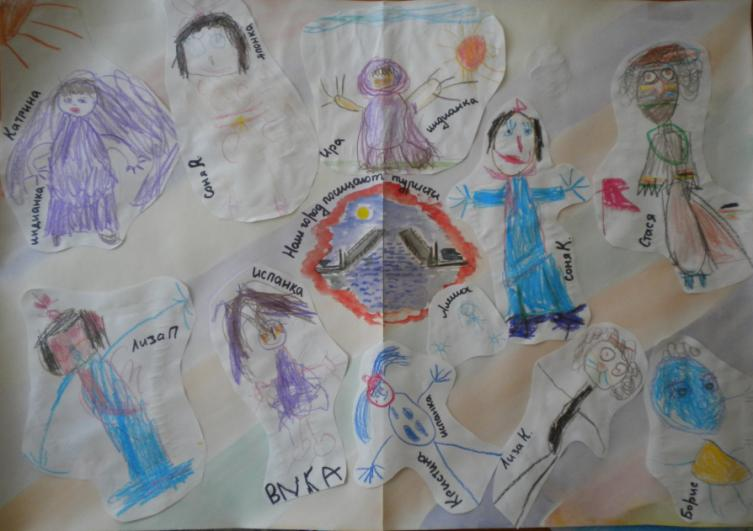 Катрина
индианка
Соня Я
японка
Ира
индианка
Наш город посещают туристы
Соня К.
Стася
Лиза П
испанка
ВИКА
Миша
Кристина
испанка
Лиза К
Борис